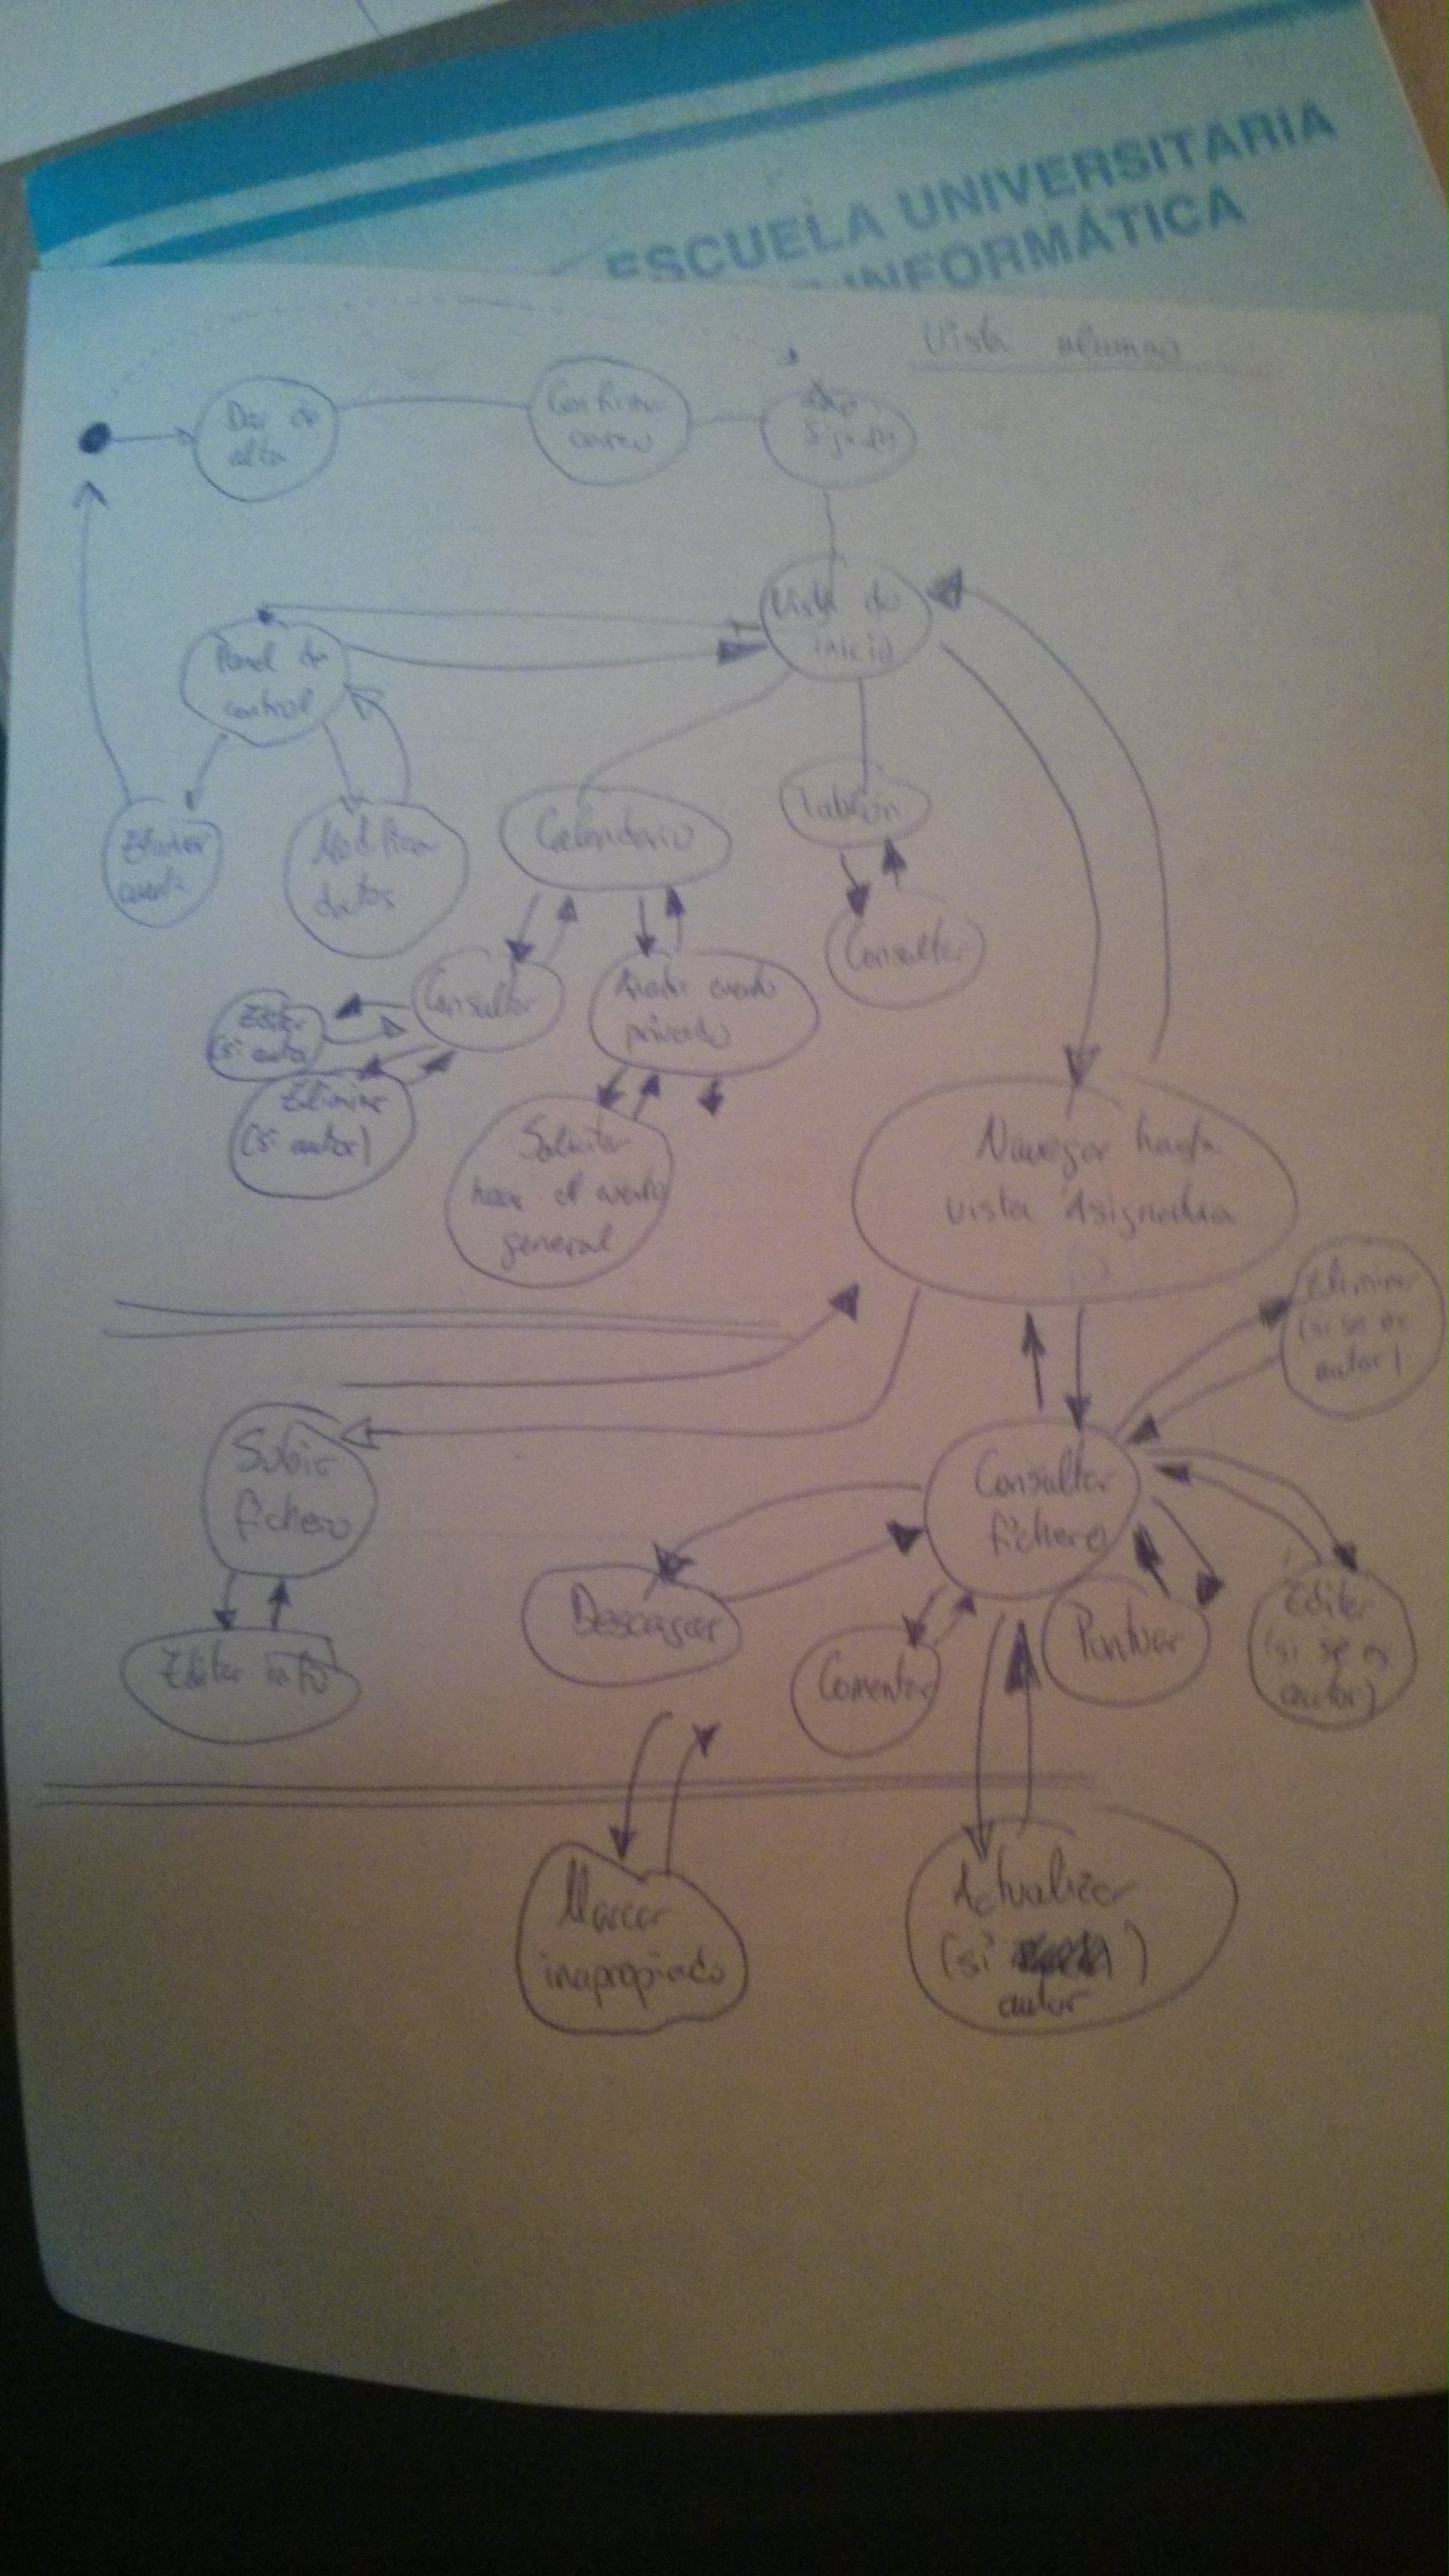 ESCUELA UNIVERSITARIA
INFORMÁTICA
Vista alumno
Dar de
alta
Confirmar
correo
Vista de
inicio
Panel de
control
cuenta
Modificar
datos
Calendario
Tablón
Consultar
Consultar
Añadir evento
privado
Editar
(si autor)
Eliminar
(si autor)
Solicitar
hacer el evento
general
Navegar hasta
vista Asignatura
Eliminar
(si se es
autor)
Subir
fichero
Consultar
fichero
Descargar
Editar info
Comentar
Puntuar
Editar
(si se es
autor)
Marcar
inapropiado
Actualizar
(si )
autor